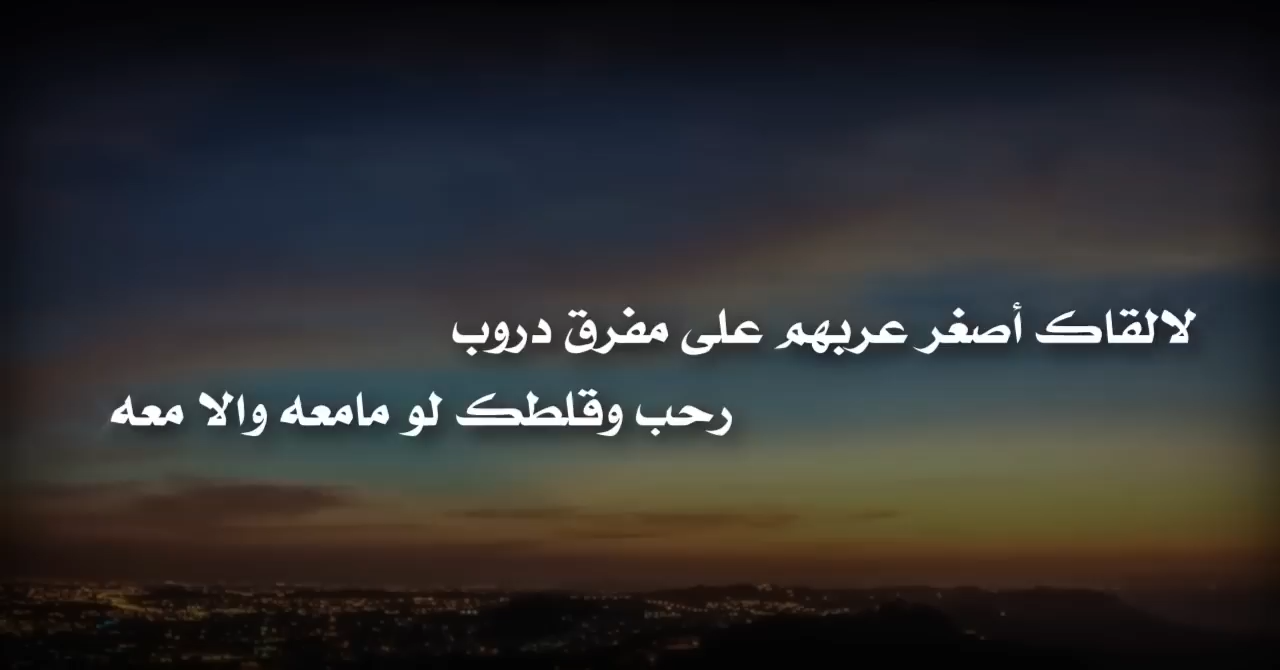 لالقاك أصغر عربهم على مفرق دروب
رحب وقلطك لو مامعه والا معه